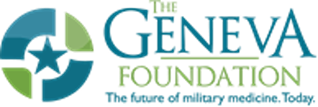 THE
GENEVA
FOUNDATION
The future of military medicine. Today.